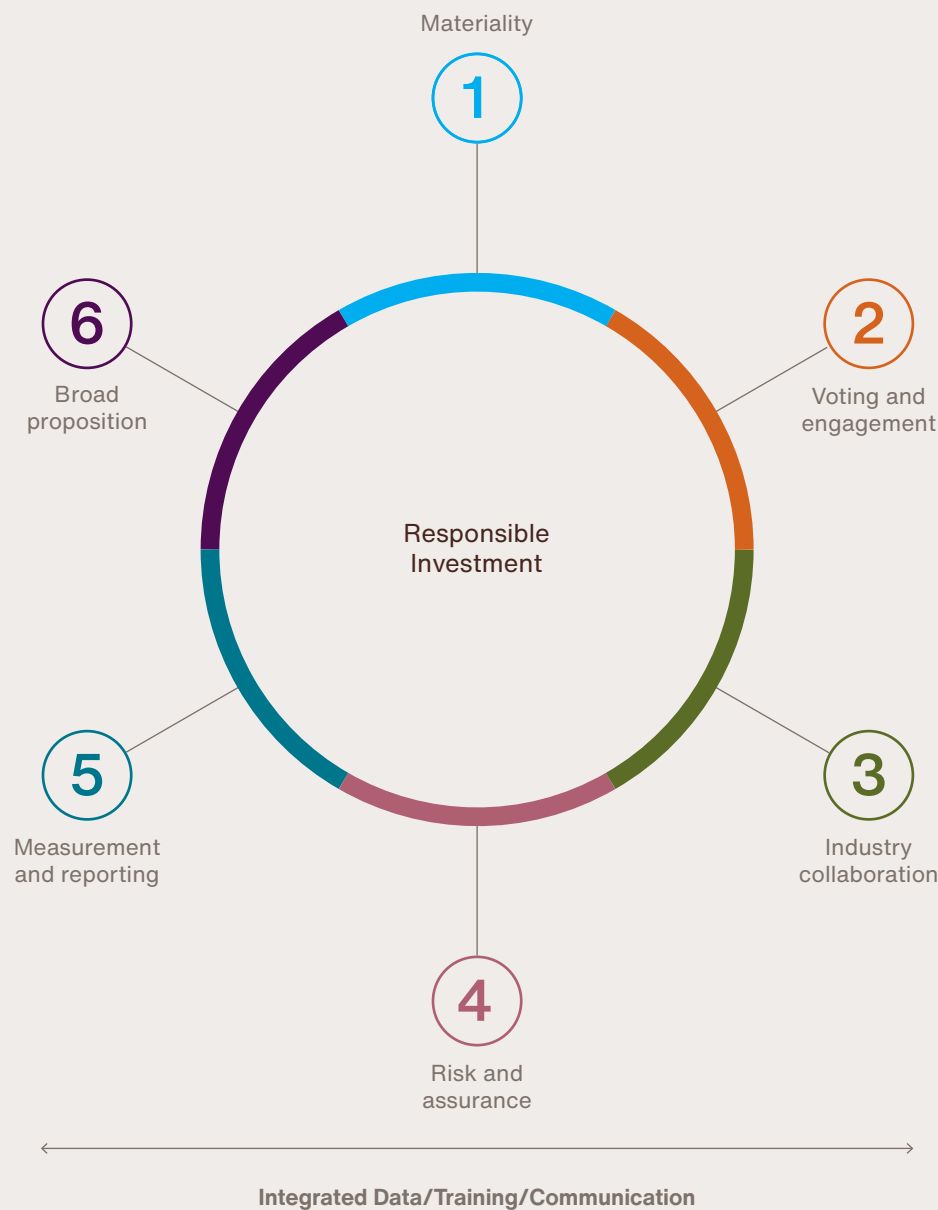 Materiality
1
6
2
Broad
proposition
Voting and
engagement
Responsible
Investment
5
3
Measurement
and reporting
Industry
collaboration
4
Risk and
assurance
Integrated Data/Training/Communication